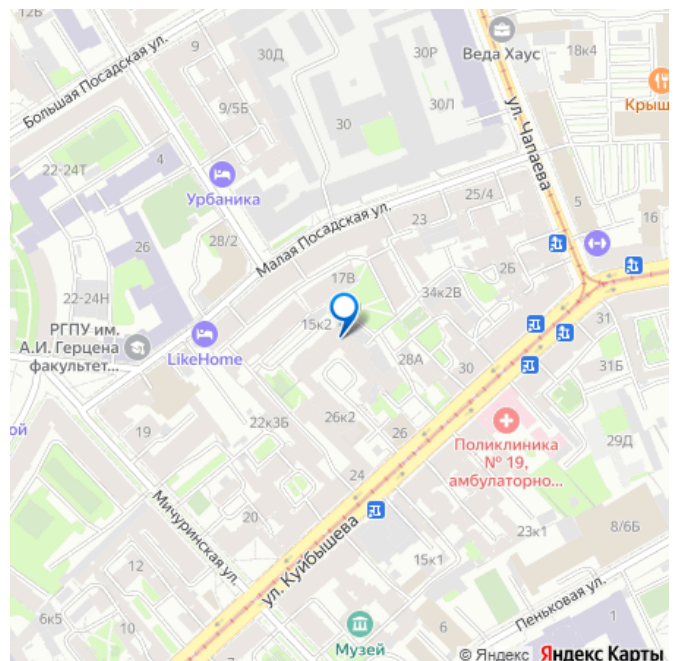 12В
Большая Посадская ул.
9
30Д
30Р
Веда Хаус
18к4
9/5Б
30
30Л
ул. Чапаева
Крыш
22-24Т
4
Урбаника
25/4
5
Малая Посадская ул.
23
16
26
28/2
2Б
17В
22-24Н
34к2В
РГПУ им.
А.И. Герцена
факультет...
LikeHome
15к2
31
28А
30
31Б
22к3Б
26к2
26
ой
19
Поликлиника
№ 19,
амбулаторно...
29Д
24
Мичуринская ул.
20
ул. Куйбышева
23к1
8/6Б
15к1
12
Пеньковая ул.
6к5
10
6
1
Музей
© Яндекс Яндекс Карты